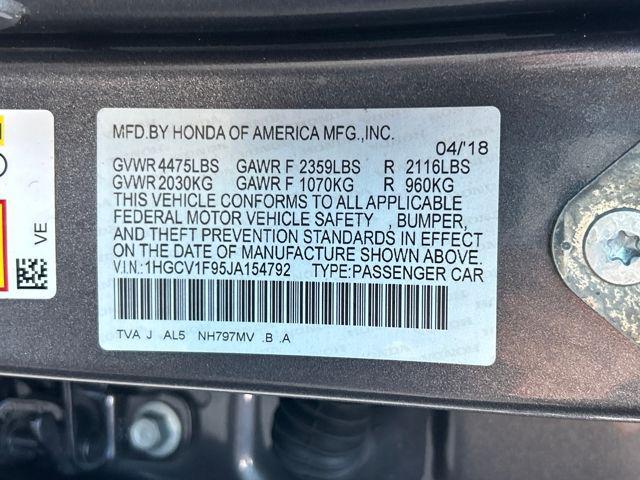 MFD.BY HONDA OF AMERICA MFG.,INC.
04/'18
GVWR 4475LBS GAWR F 2359LBS R 2116LBS
GVWR 2030KG GAWR F 1070KG R 960KG
THIS VEHICLE CONFORMS TO ALL APPLICABLE
FEDERAL MOTOR VEHICLE SAFETY , BUMPER,
AND THEFT PREVENTION STANDARDS IN EFFECT
ON THE DATE OF MANUFACTURE SHOWN ABOVE.
V.I.N.:1HGCV1F95JA154792 TYPE:PASSENGER CAR
TVA J AL5 NH797MV .B .A
VE